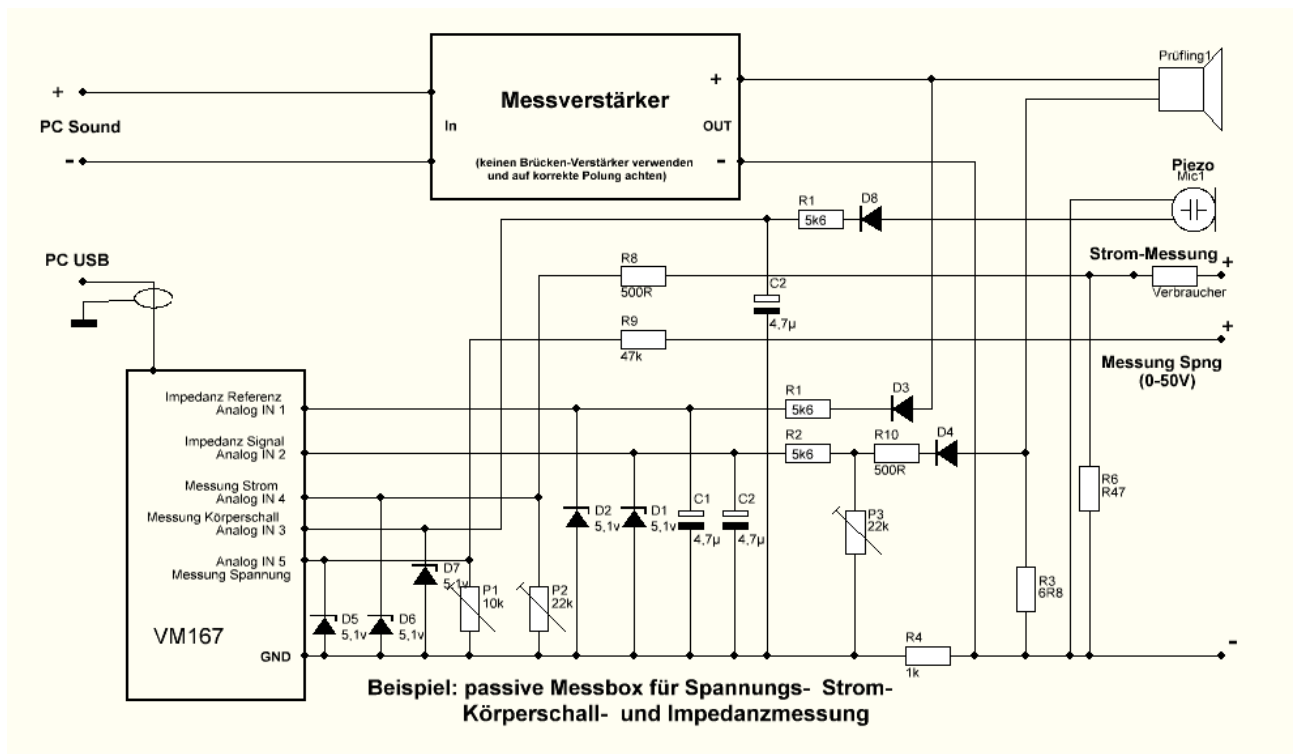 Prüfling1
+
PC Sound
-
Messverstärker
In
+
OUT
-
(keinen Brücken-Verstärker verwenden
und auf korrekte Polung achten)
Piezo
Mic1
R1
5k6
D8
PC USB
R8
500R
C2
4,7µ
Strom-Messung
+
Verbraucher
R9
47k
+
Messung Spng
(0-50V)
Impedanz Referenz
Analog IN 1
Impedanz Signal
Analog IN 2
Messung Strom
Analog IN 4
Messung Körperschall
Analog IN 3
Analog IN 5
Messung Spannung
VM167
GND
R1
5k6
D3
R2
5k6
R10
500R
D4
D2
5,1v
D1
5,1v
C1
4,7µ
C2
4,7µ
P3
22k
R6
R47
D7
5,1v
P1
10k
P2
22k
D5
5,1v
D6
5,1v
R3
6R8
R4
1k
-
Beispiel: passive Messbox für Spannungs- Strom-
Körperschall- und Impedanzmessung